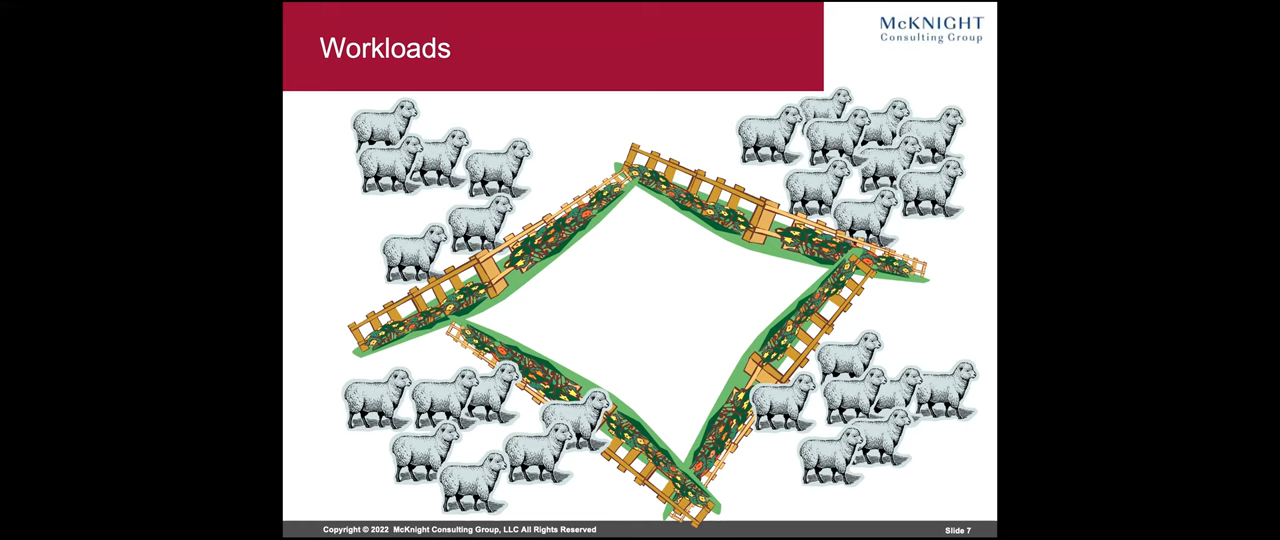 Workloads
McKNIGHT
Consulting Group
Copyright © 2022 McKnight Consulting Group, LLC All Rights Reserved
Slide 7